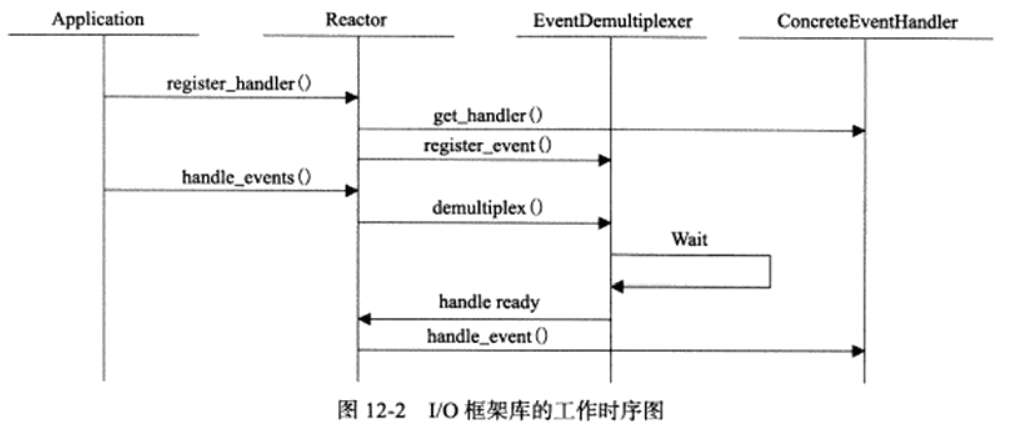 Application Reactor EventDemultiplexer ConcreteEventHandler
register_handler()
get_handler()
register_event()
handle_events()
demultiplex()
Wait
handle ready
handle_event()
图 12-2 I/O 框架库的工作时序图